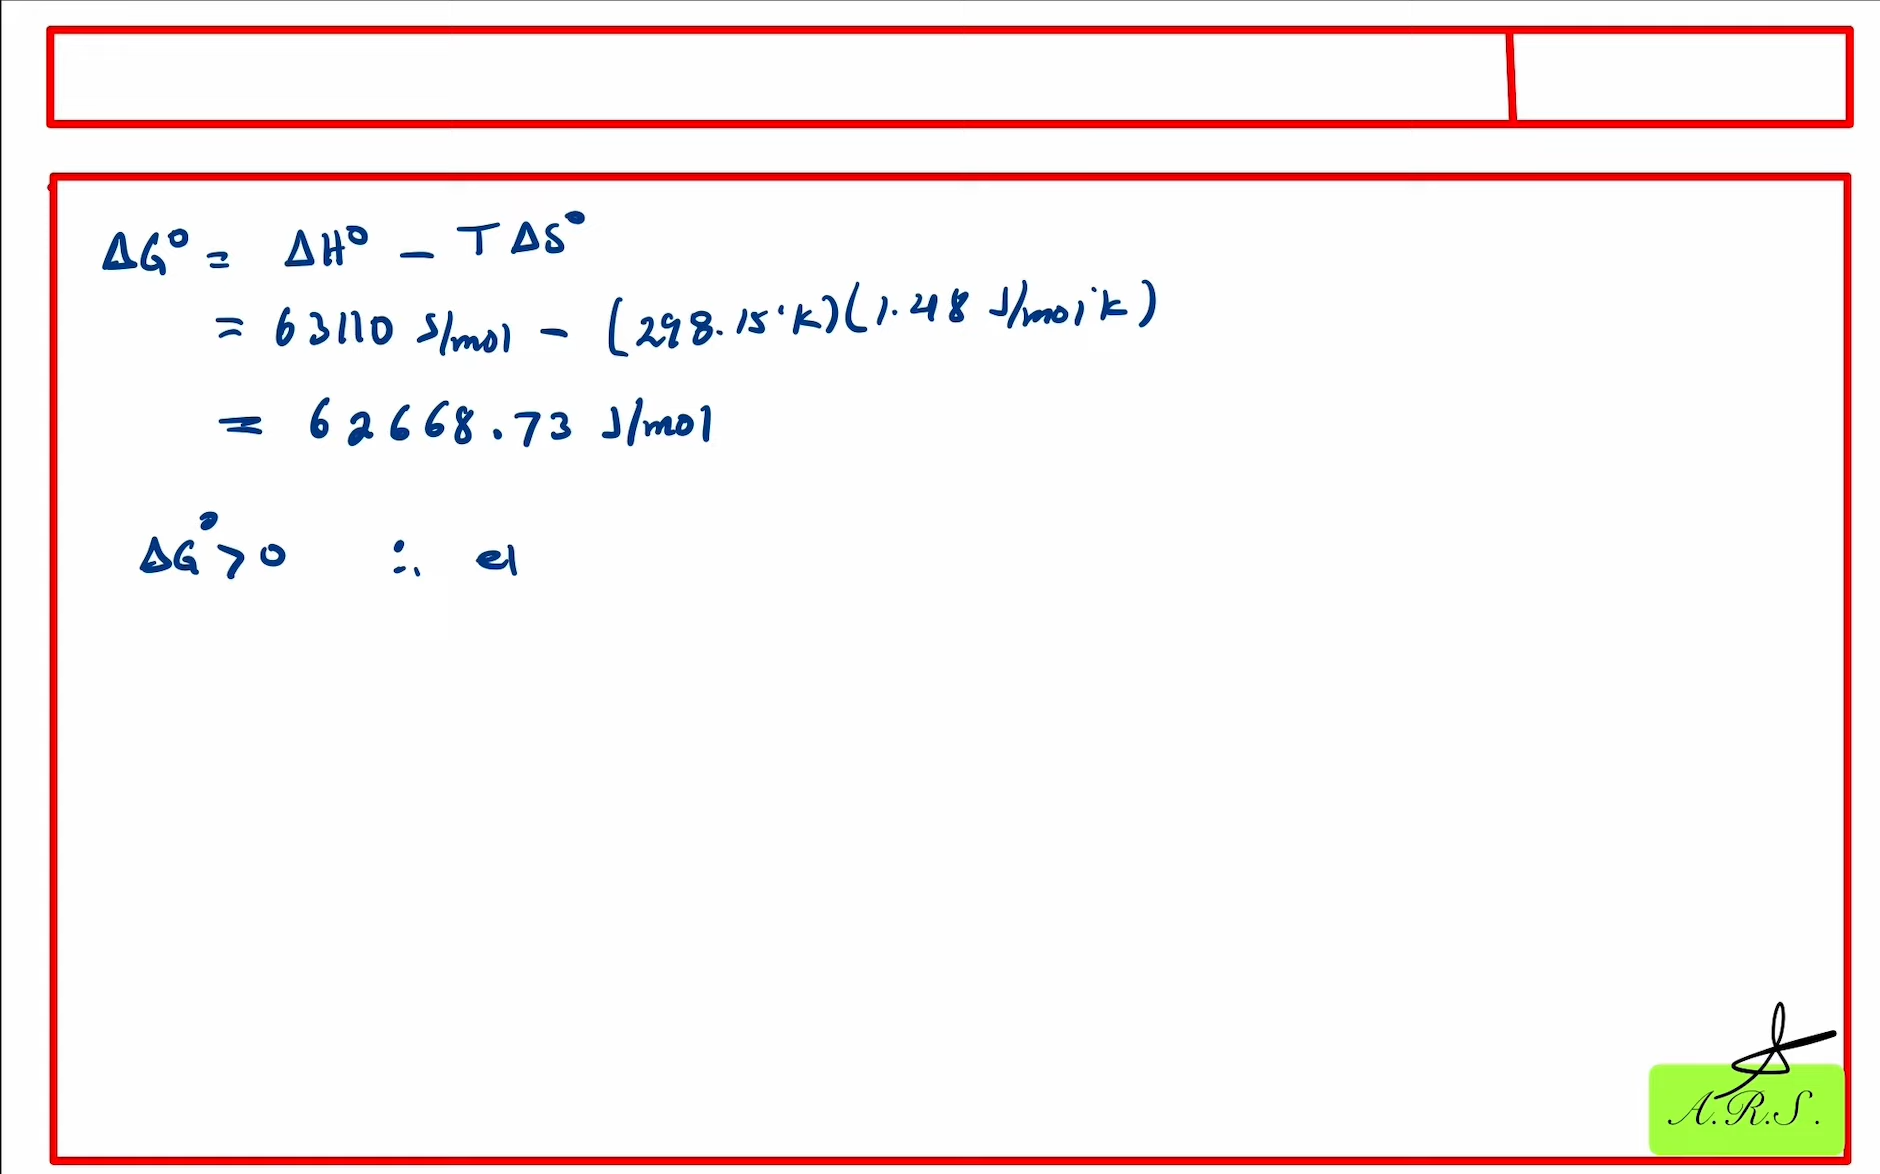 ΔG° = ΔH° - TΔS°
= 63110 J/mol - (298.15 K)(1.48 J/mol·K)
= 62668.73 J/mol
ΔG° > 0 ∴ el
A.R.S.